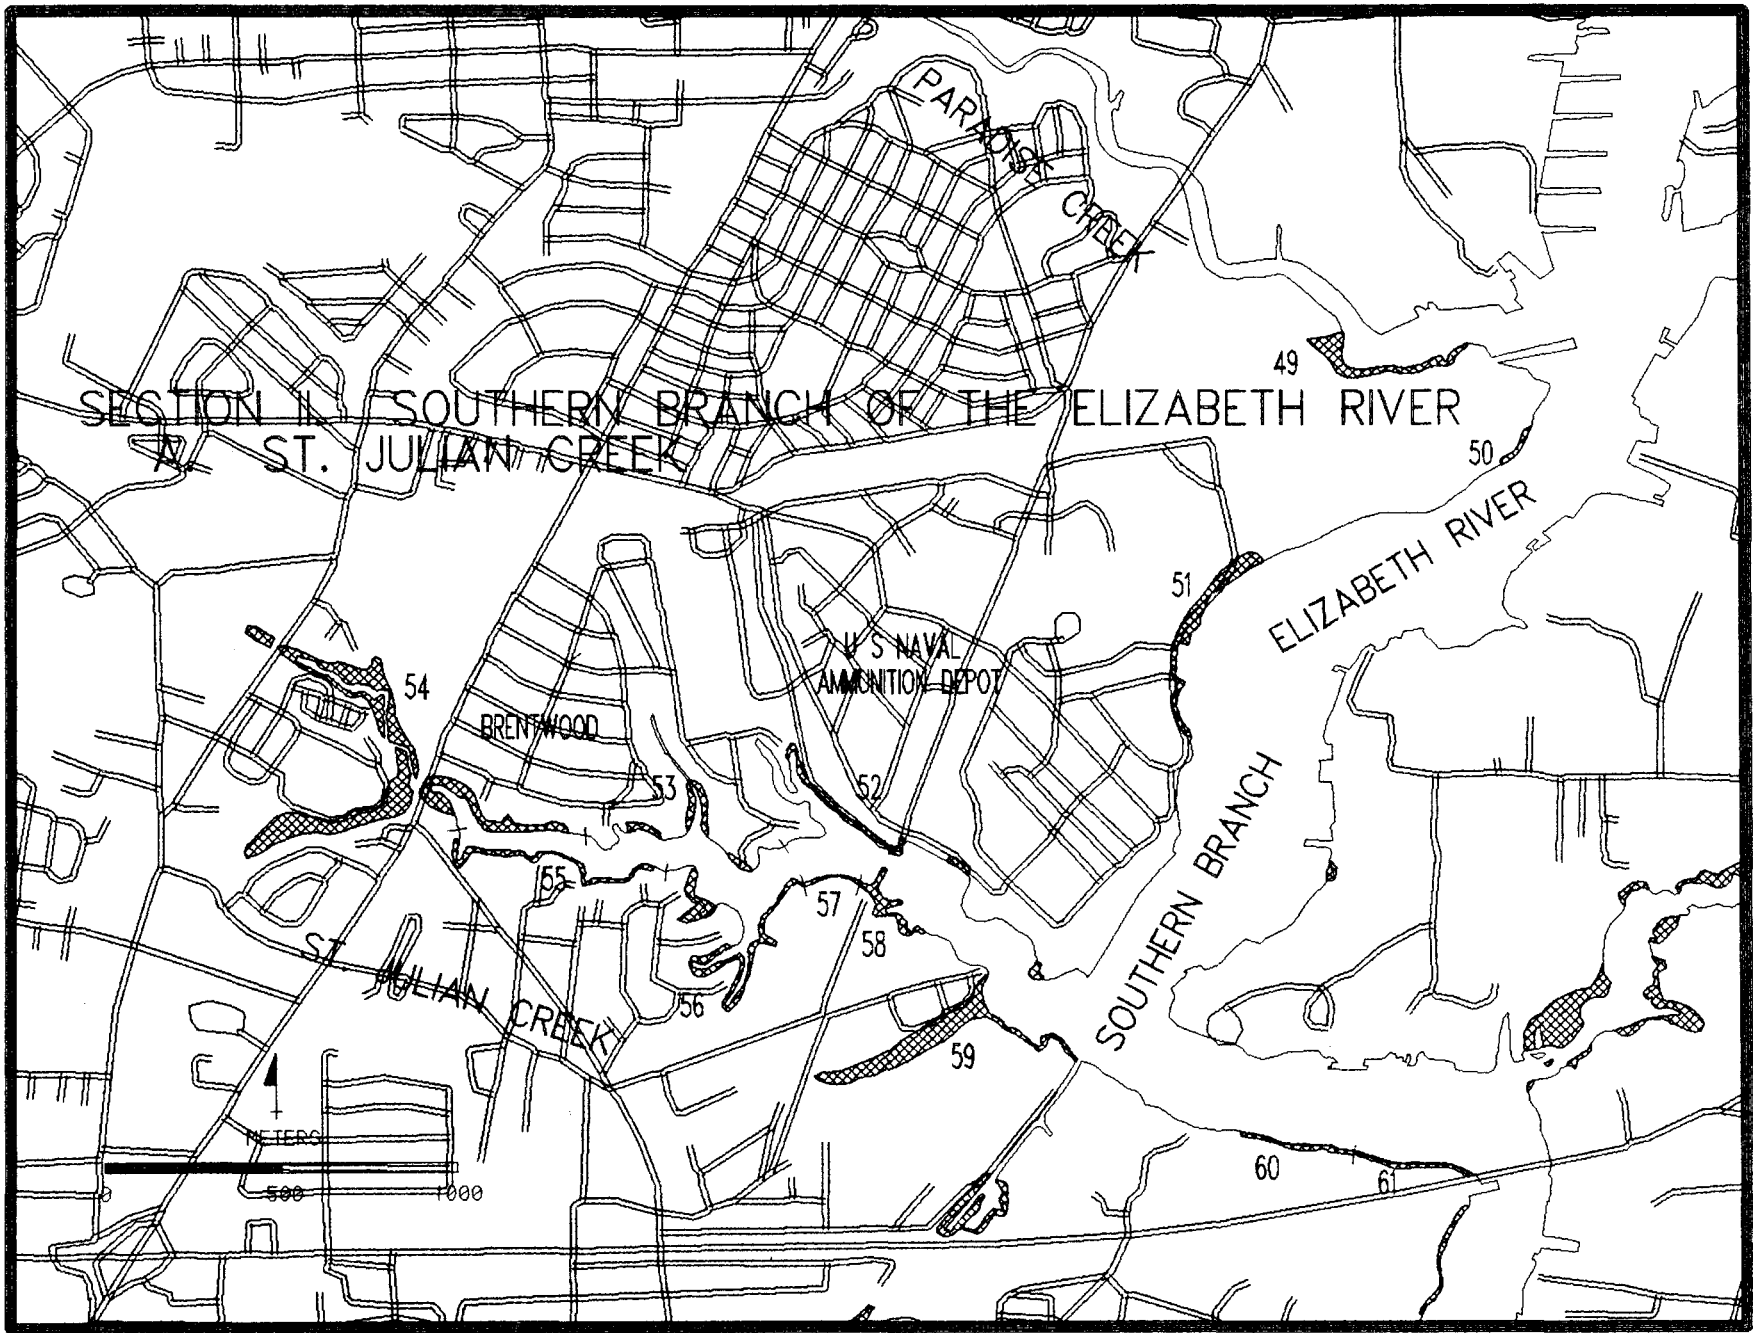 PARADISE CREEK
49
SECTION II. SOUTHERN BRANCH OF THE ELIZABETH RIVER
A. ST. JULIAN CREEK
50
ELIZABETH RIVER
51
U S NAVAL
AMMUNITION DEPOT
54
BRENTWOOD
53
52
SOUTHERN BRANCH
55
57
58
ST. JULIAN CREEK
56
59
METERS
0 500 1000
60
61